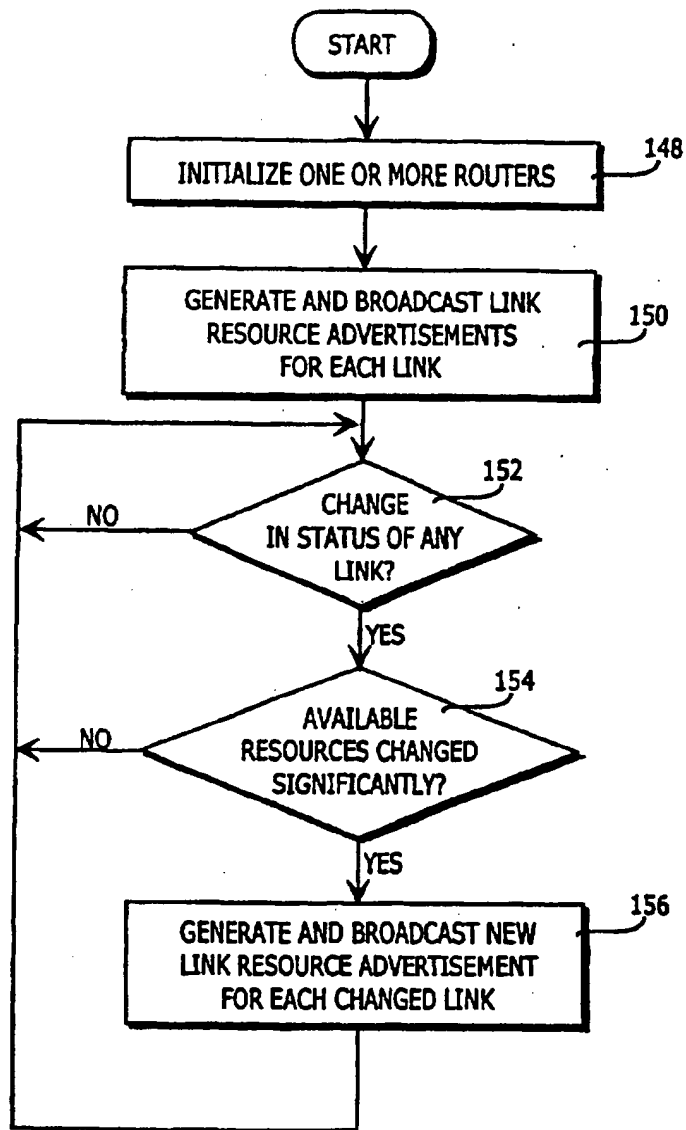 START
INITIALIZE ONE OR MORE ROUTERS
148
GENERATE AND BROADCAST LINK
RESOURCE ADVERTISEMENTS
FOR EACH LINK
150
CHANGE
IN STATUS OF ANY
LINK?
152
NO
YES
AVAILABLE
RESOURCES CHANGED
SIGNIFICANTLY?
154
NO
YES
GENERATE AND BROADCAST NEW
LINK RESOURCE ADVERTISEMENT
FOR EACH CHANGED LINK
156